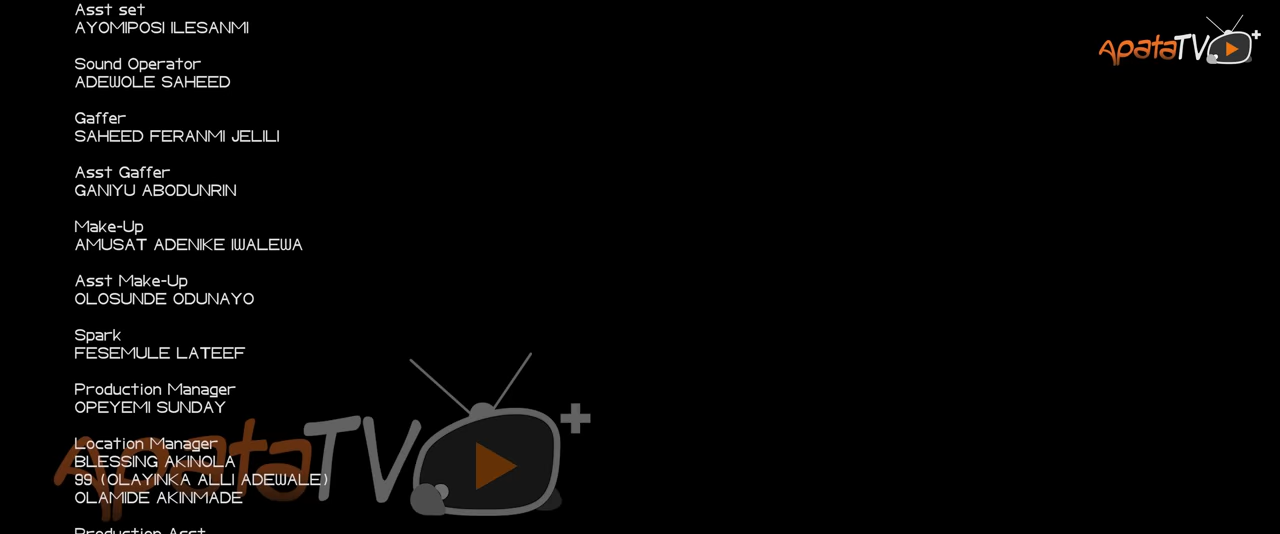 Asst set
AYOMIPOSI ILESANMI
Sound Operator
ADEWOLE SAHEED
Gaffer
SAHEED FERANMI JELILI
Asst Gaffer
GANIYU ABODUNRIN
Make-Up
AMUSAT ADENIKE IWALEWA
Asst Make-Up
OLOSUNDE ODUNAYO
Spark
FESEMULE LATEEF
Production Manager
OPEYEMI SUNDAY
Location Manager
BLESSING AKINOLA
99 (OLAYINKA ALLI ADEWALE)
OLAMIDE AKINMADE
Production Asst
ApataTV+
ApataTV+